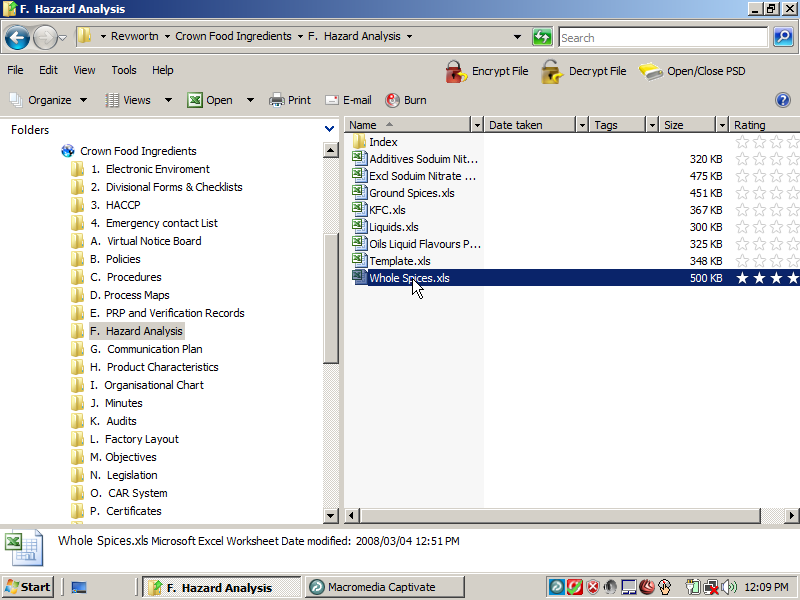 F. Hazard Analysis
Revwortn Crown Food Ingredients F. Hazard Analysis Search
File Edit View Tools Help Encrypt File Decrypt File Open/Close PSD
Organize Views Open Print E-mail Burn
Folders
Crown Food Ingredients
1. Electronic Enviroment
2. Divisional Forms & Checklists
3. HACCP
4. Emergency contact List
A. Virtual Notice Board
B. Policies
C. Procedures
D. Process Maps
E. PRP and Verification Records
F. Hazard Analysis
G. Communication Plan
H. Product Characteristics
I. Organisational Chart
J. Minutes
K. Audits
L. Factory Layout
M. Objectives
N. Legislation
O. CAR System
P. Certificates
Name Date taken Tags Size Rating
Index
Additives Soduim Nit... 320 KB
Excl Soduim Nitrate ... 475 KB
Ground Spices.xls 451 KB
KFC.xls 367 KB
Liquids.xls 300 KB
Oils Liquid Flavours P... 325 KB
Template.xls 348 KB
Whole Spices.xls 500 KB
Whole Spices.xls Microsoft Excel Worksheet Date modified: 2008/03/04 12:51 PM
Start F. Hazard Analysis Macromedia Captivate 12:09 PM